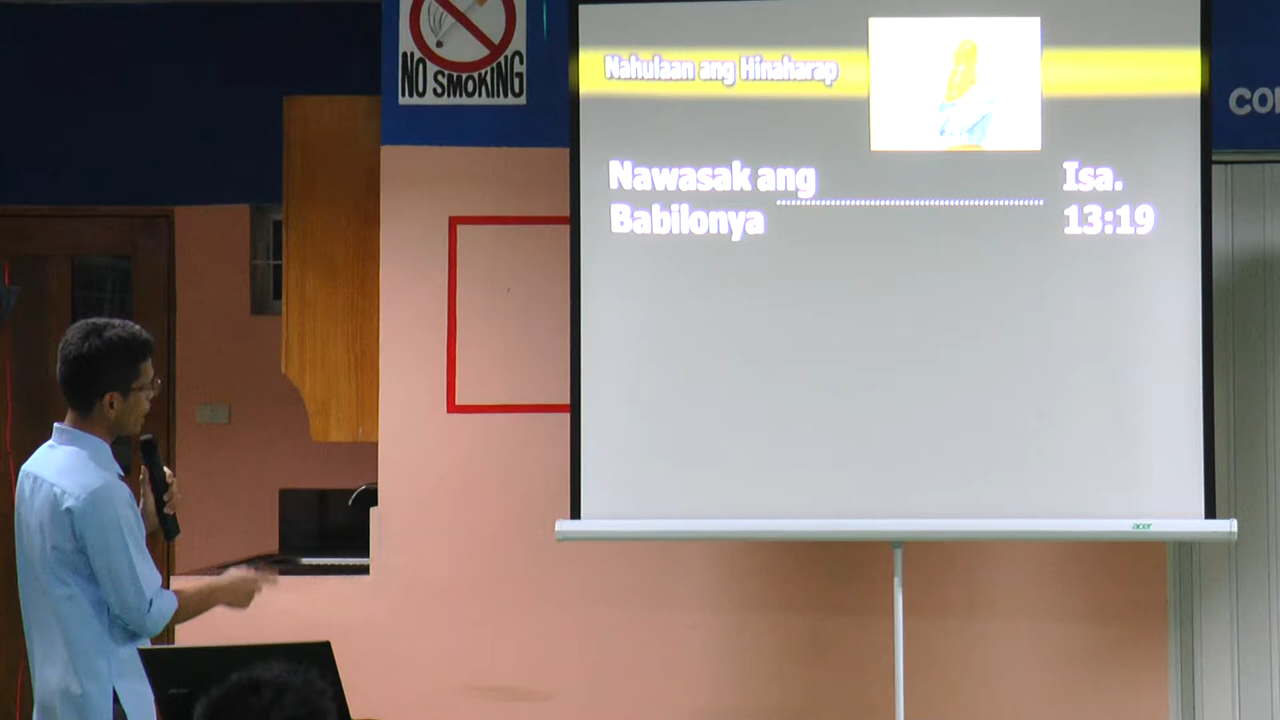 NO SMOKING
Nahulaan ang Hinaharap
Nawasak ang
Babilonya
Isa.
13:19
acer